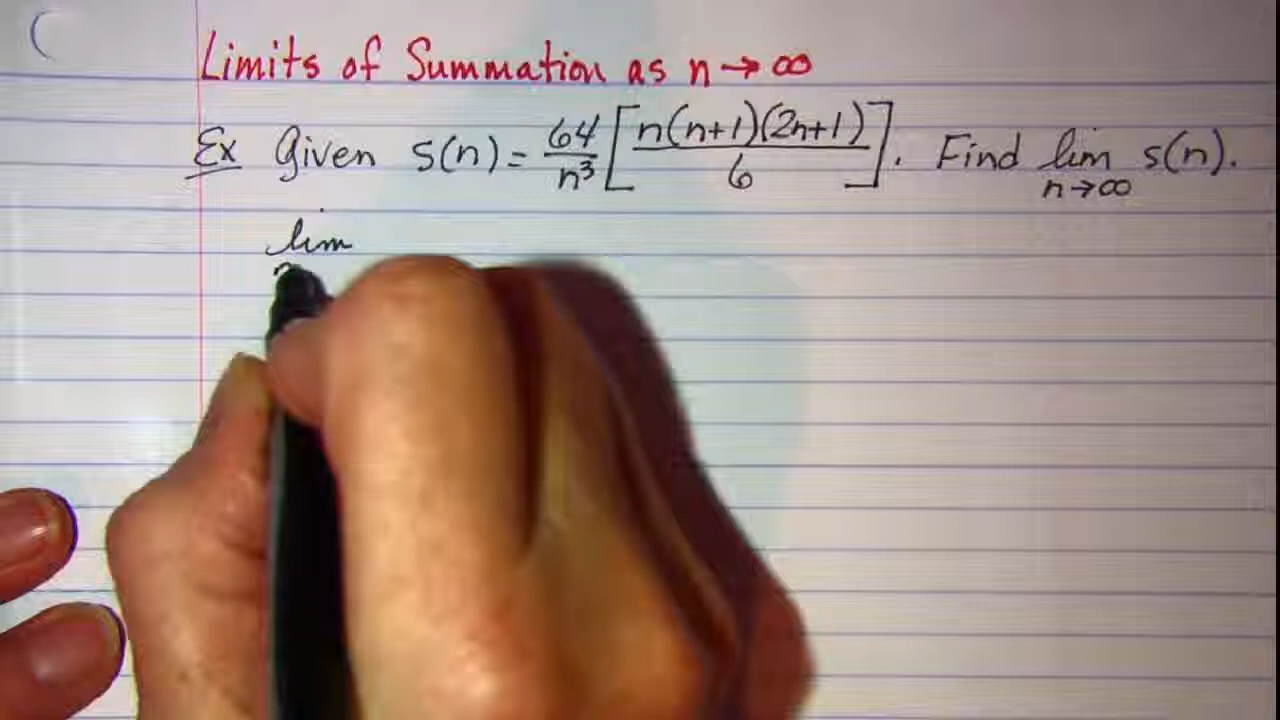 Limits of Summation as n → ∞
Ex Given s(n) = 64/n³ [n(n+1)(2n+1)/6]. Find lim n→∞ s(n).
lim
n